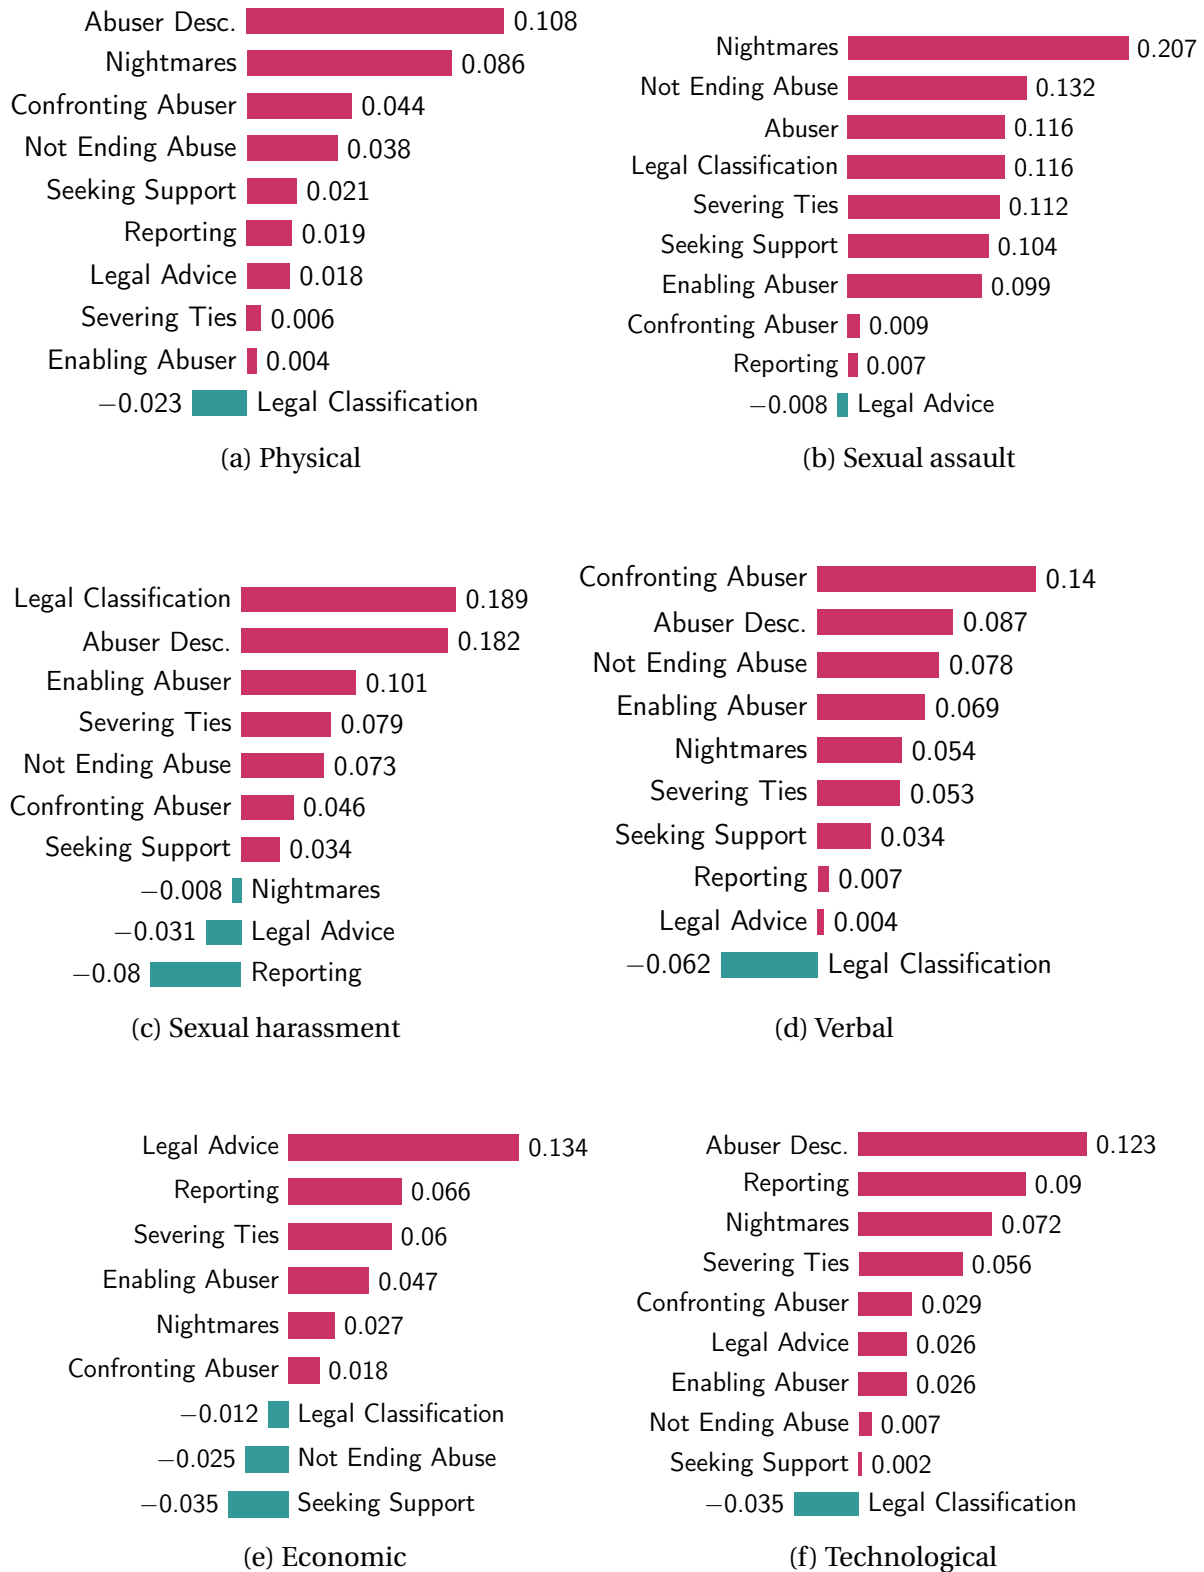 Abuser Desc. 0.108
Nightmares 0.086
Confronting Abuser 0.044
Not Ending Abuse 0.038
Seeking Support 0.021
Reporting 0.019
Legal Advice 0.018
Severing Ties 0.006
Enabling Abuser 0.004
−0.023 Legal Classification
(a) Physical
Nightmares 0.207
Not Ending Abuse 0.132
Abuser 0.116
Legal Classification 0.116
Severing Ties 0.112
Seeking Support 0.104
Enabling Abuser 0.099
Confronting Abuser 0.009
Reporting 0.007
−0.008 Legal Advice
(b) Sexual assault
Legal Classification 0.189
Abuser Desc. 0.182
Enabling Abuser 0.101
Severing Ties 0.079
Not Ending Abuse 0.073
Confronting Abuser 0.046
Seeking Support 0.034
−0.008 Nightmares
−0.031 Legal Advice
−0.08 Reporting
(c) Sexual harassment
Confronting Abuser 0.14
Abuser Desc. 0.087
Not Ending Abuse 0.078
Enabling Abuser 0.069
Nightmares 0.054
Severing Ties 0.053
Seeking Support 0.034
Reporting 0.007
Legal Advice 0.004
−0.062 Legal Classification
(d) Verbal
Legal Advice 0.134
Reporting 0.066
Severing Ties 0.06
Enabling Abuser 0.047
Nightmares 0.027
Confronting Abuser 0.018
−0.012 Legal Classification
−0.025 Not Ending Abuse
−0.035 Seeking Support
(e) Economic
Abuser Desc. 0.123
Reporting 0.09
Nightmares 0.072
Severing Ties 0.056
Confronting Abuser 0.029
Legal Advice 0.026
Enabling Abuser 0.026
Not Ending Abuse 0.007
Seeking Support 0.002
−0.035 Legal Classification
(f) Technological